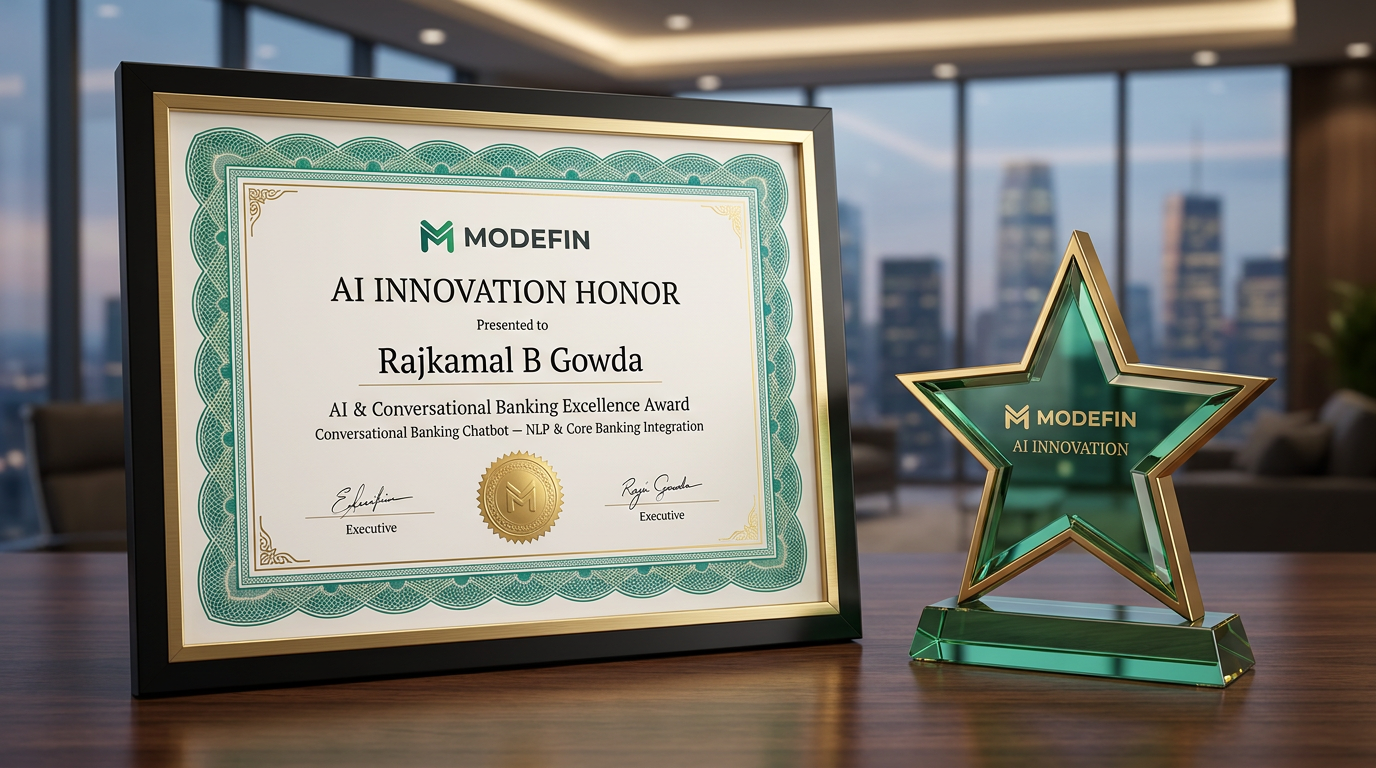 MODEFIN
AI INNOVATION HONOR
Presented to
Rajkamal B Gowda
AI & Conversational Banking Excellence Award
Conversational Banking Chatbot — NLP & Core Banking Integration
Executive
Executive
MODEFIN
AI INNOVATION